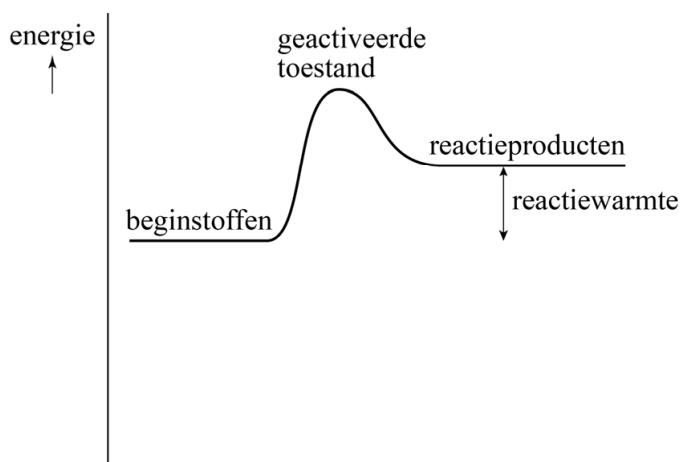 energie
geactiveerde
toestand
reactieproducten
reactiewarmte
beginstoffen